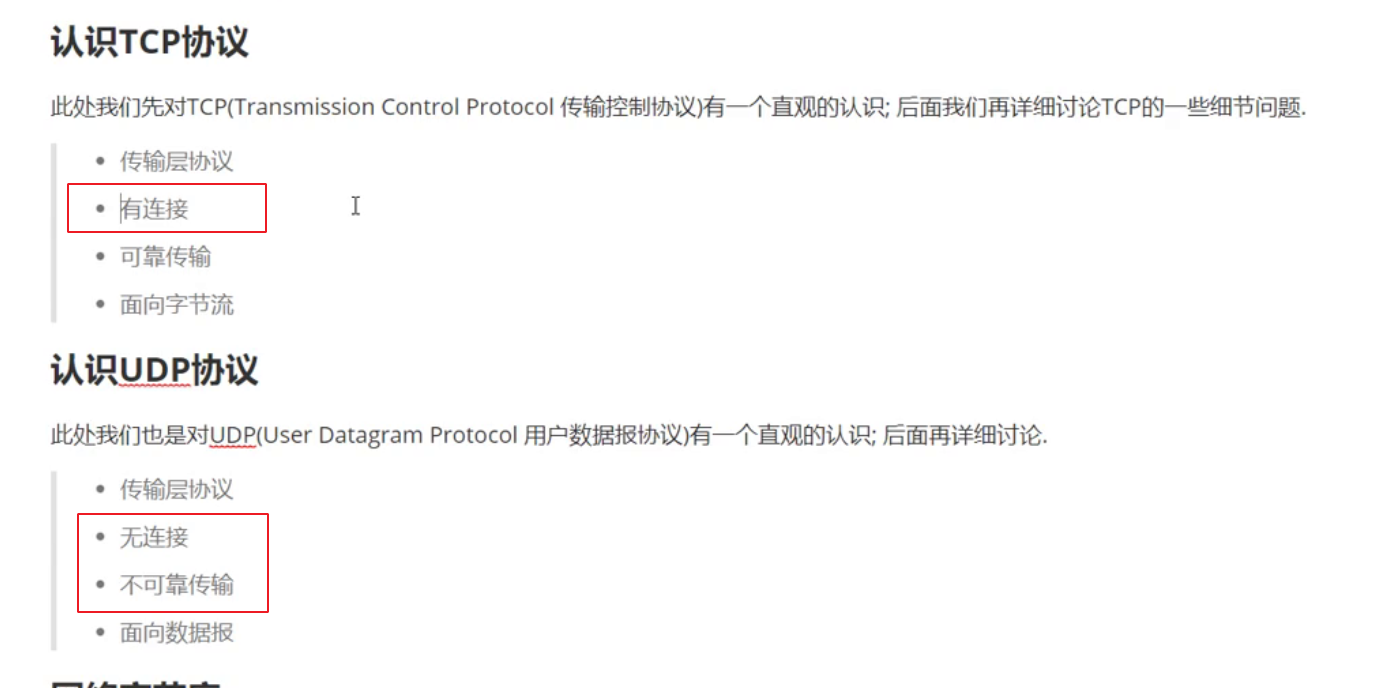 认识TCP协议
此处我们先对TCP(Transmission Control Protocol 传输控制协议)有一个直观的认识; 后面我们再详细讨论TCP的一些细节问题.
传输层协议
有连接
可靠传输
面向字节流
认识UDP协议
此处我们也是对UDP(User Datagram Protocol 用户数据报协议)有一个直观的认识; 后面再详细讨论.
传输层协议
无连接
不可靠传输
面向数据报